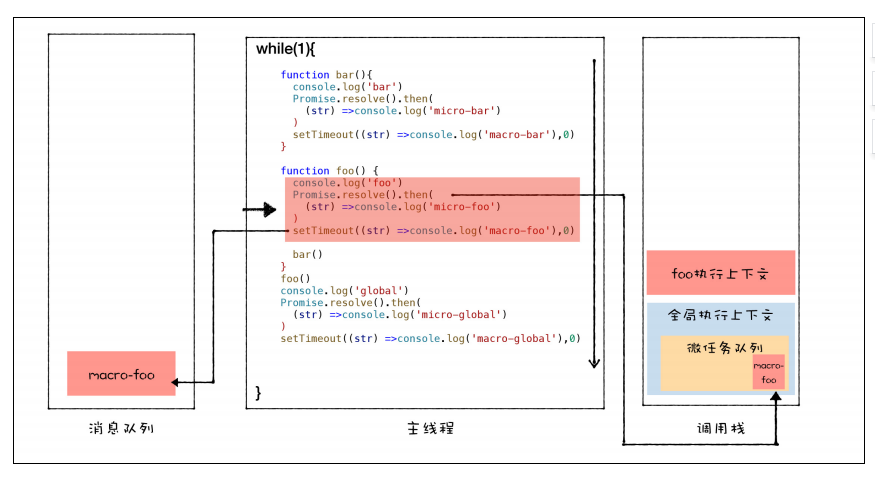 while(1){
function bar(){
console.log('bar')
Promise.resolve().then(
(str) =>console.log('micro-bar')
)
setTimeout((str) =>console.log('macro-bar'),0)
}
function foo() {
console.log('foo')
Promise.resolve().then(
(str) =>console.log('micro-foo')
)
setTimeout((str) =>console.log('macro-foo'),0)
bar()
}
foo()
console.log('global')
Promise.resolve().then(
(str) =>console.log('micro-global')
)
setTimeout((str) =>console.log('macro-global'),0)
}
macro-foo
foo执行上下文
全局执行上下文
微任务队列
macro-
foo
消息队列
主线程
调用栈